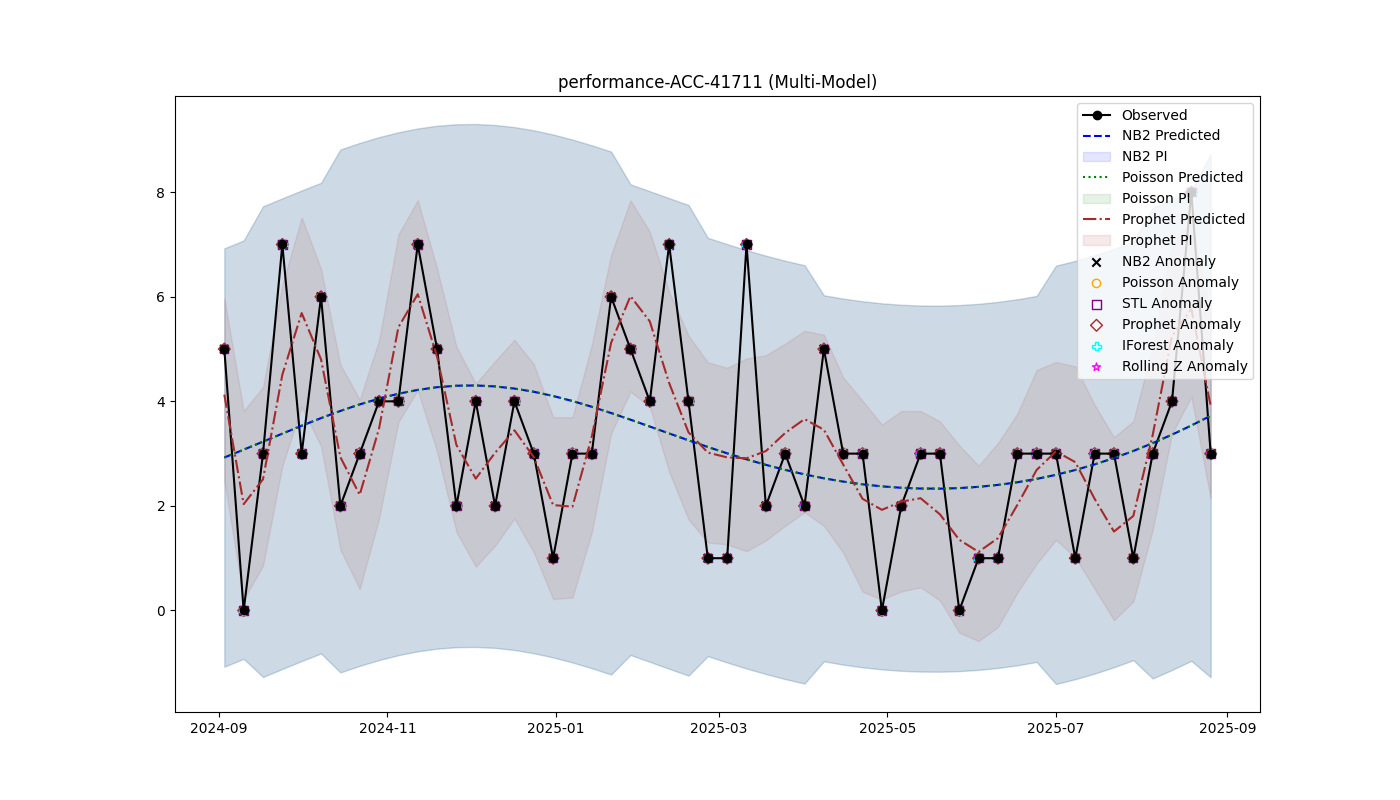 performance-ACC-41711 (Multi-Model)
Observed
NB2 Predicted
NB2 PI
Poisson Predicted
Poisson PI
Prophet Predicted
Prophet PI
NB2 Anomaly
Poisson Anomaly
STL Anomaly
Prophet Anomaly
IForest Anomaly
Rolling Z Anomaly
8
6
4
2
0
2024-09
2024-11
2025-01
2025-03
2025-05
2025-07
2025-09